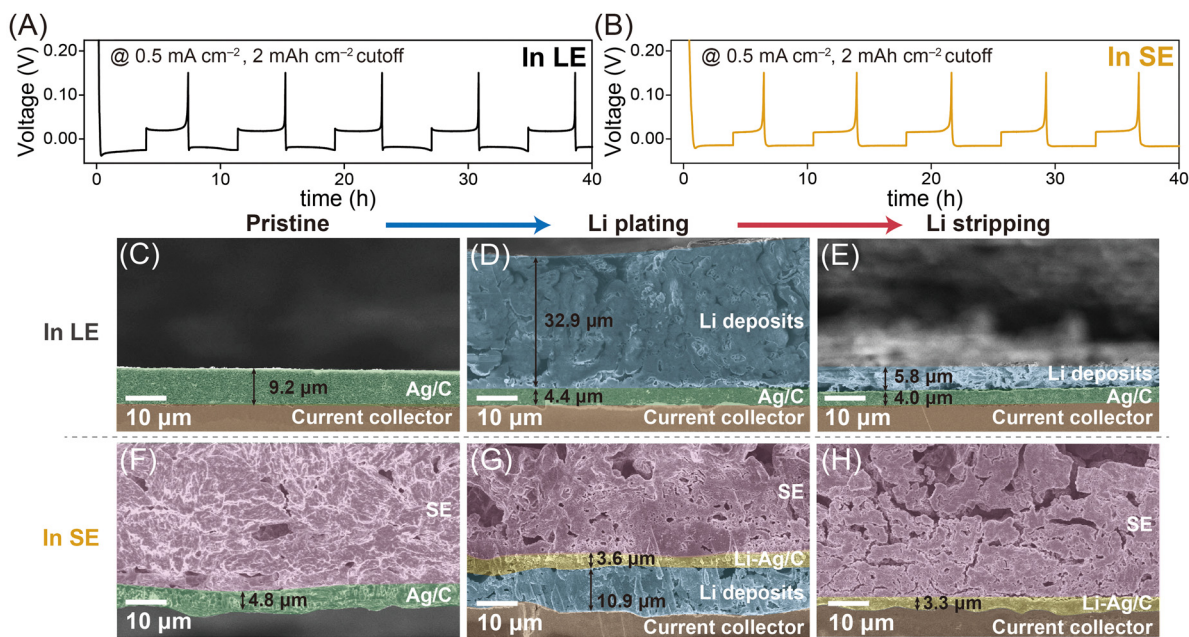 (A)
0.20
0.10
0.00
Voltage (V)
@ 0.5 mA cm⁻², 2 mAh cm⁻² cutoff
In LE
0 10 20 30 40
time (h)
(B)
0.20
0.10
0.00
Voltage (V)
@ 0.5 mA cm⁻², 2 mAh cm⁻² cutoff
In SE
0 10 20 30 40
time (h)
Pristine Li plating Li stripping
In LE
(C)
9.2 μm
Ag/C
10 μm
Current collector
(D)
32.9 μm
Li deposits
4.4 μm
Ag/C
10 μm
Current collector
(E)
5.8 μm
Li deposits
4.0 μm
Ag/C
10 μm
Current collector
In SE
(F)
SE
4.8 μm
Ag/C
10 μm
(G)
SE
3.6 μm
Li-Ag/C
Li deposits
10.9 μm
10 μm
Current collector
(H)
SE
3.3 μm
Li-Ag/C
10 μm
Current collector